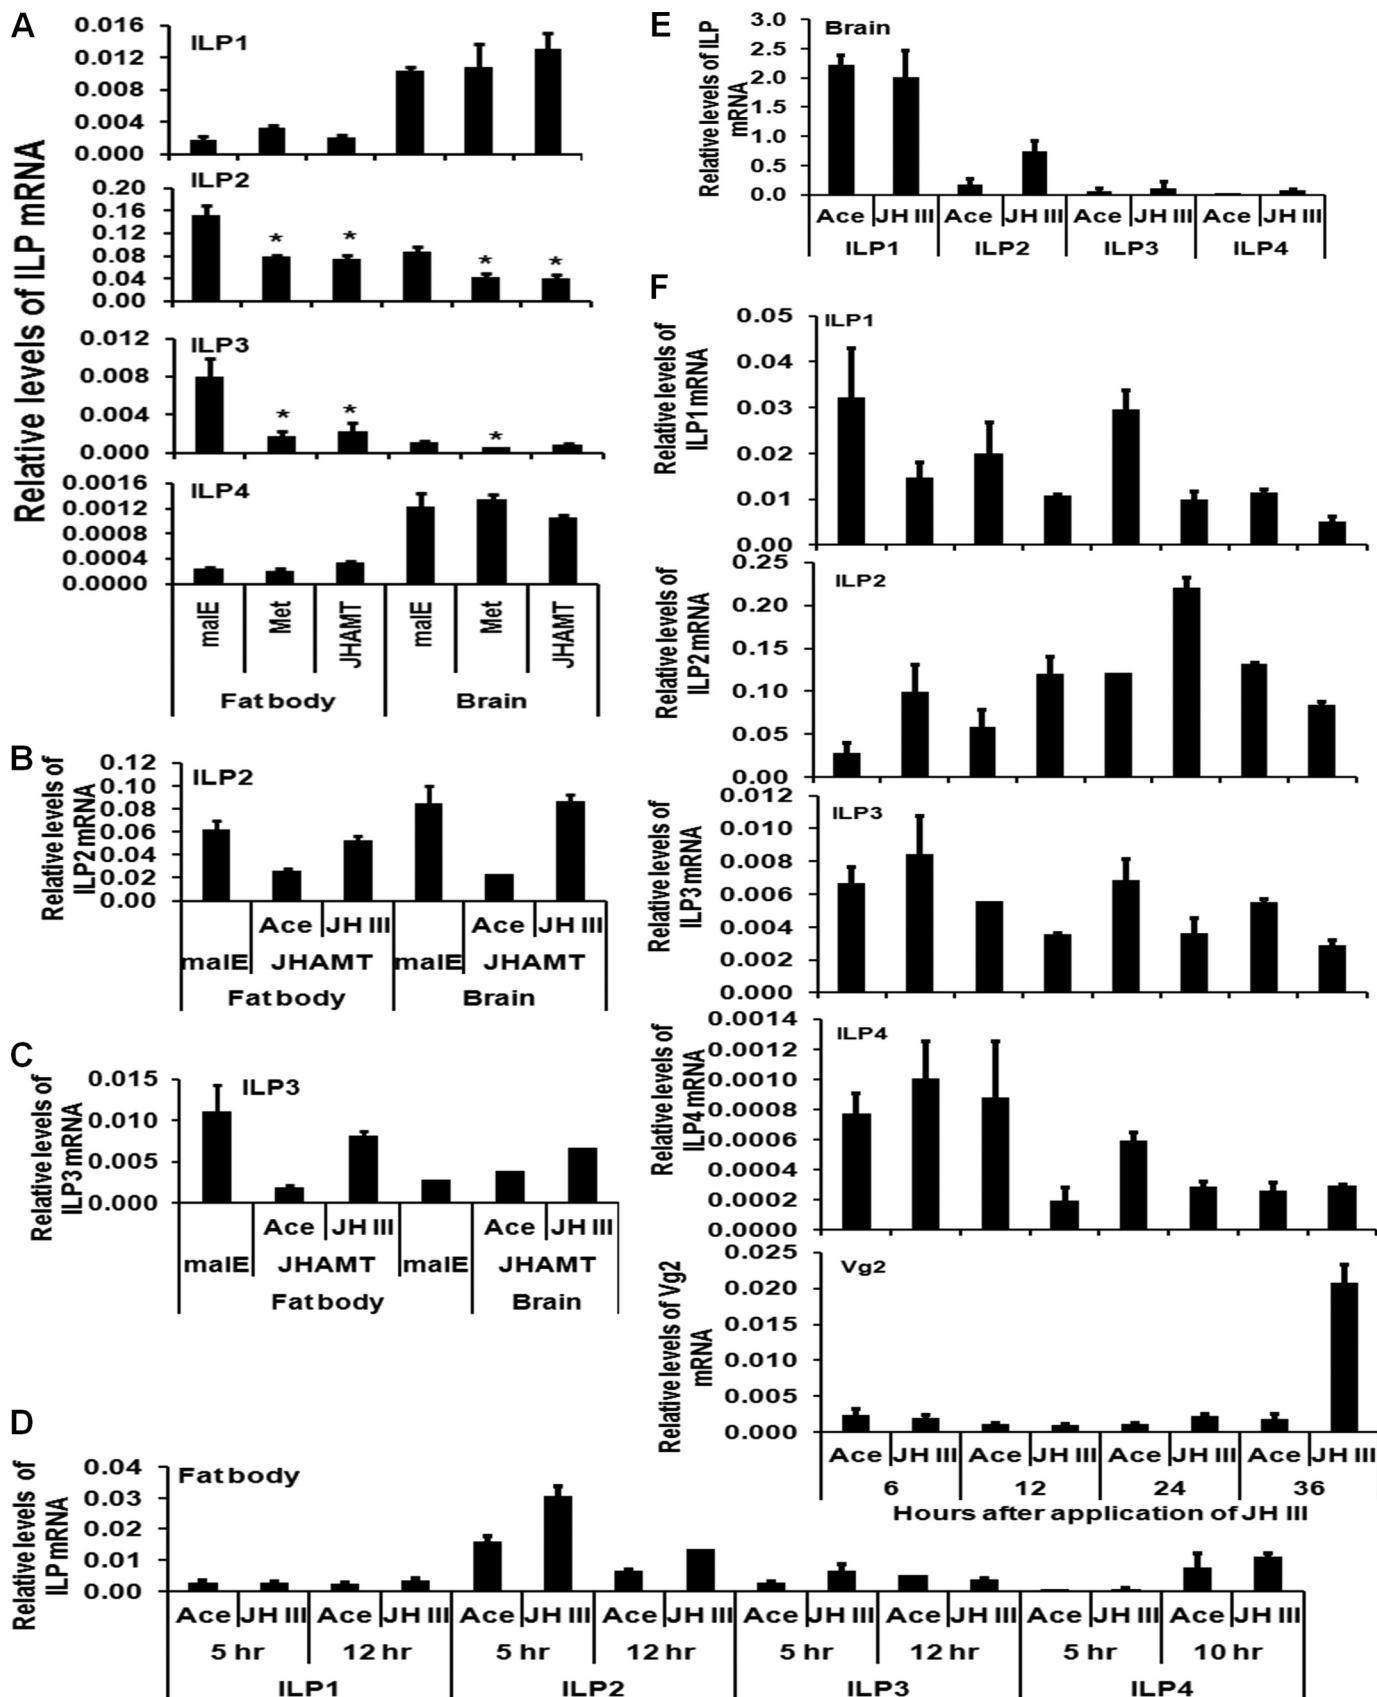 A
Relative levels of ILP mRNA
ILP1
0.016
0.012
0.008
0.004
0.000
ILP2
0.20
0.16
0.12
0.08
0.04
0.00
* * * *
ILP3
0.012
0.008
0.004
0.000
* * *
ILP4
0.0016
0.0012
0.0008
0.0004
0.0000
malE Met JHAMT malE Met JHAMT
Fat body Brain
B
Relative levels of
ILP2 mRNA
ILP2
0.12
0.10
0.08
0.06
0.04
0.02
0.00
Ace JH III Ace JH III
malE JHAMT malE JHAMT
Fat body Brain
C
Relative levels of
ILP3 mRNA
ILP3
0.015
0.010
0.005
0.000
Ace JH III Ace JH III
malE JHAMT malE JHAMT
Fat body Brain
D
Relative levels of
ILP mRNA
Fat body
0.04
0.03
0.02
0.01
0.00
Ace JH III Ace JH III Ace JH III Ace JH III Ace JH III Ace JH III Ace JH III Ace JH III
5 hr 12 hr 5 hr 12 hr 5 hr 12 hr 5 hr 10 hr
ILP1 ILP2 ILP3 ILP4
E
Relative levels of ILP
mRNA
Brain
3.0
2.5
2.0
1.5
1.0
0.5
0.0
Ace JH III Ace JH III Ace JH III Ace JH III
ILP1 ILP2 ILP3 ILP4
F
Relative levels of
ILP1 mRNA
ILP1
0.05
0.04
0.03
0.02
0.01
0.00
Relative levels of
ILP2 mRNA
ILP2
0.25
0.20
0.15
0.10
0.05
0.00
Relative levels of
ILP3 mRNA
ILP3
0.012
0.010
0.008
0.006
0.004
0.002
0.000
Relative levels of
ILP4 mRNA
ILP4
0.0014
0.0012
0.0010
0.0008
0.0006
0.0004
0.0002
0.0000
Relative levels of Vg2
mRNA
Vg2
0.025
0.020
0.015
0.010
0.005
0.000
Ace JH III Ace JH III Ace JH III Ace JH III
6 12 24 36
Hours after application of JH III